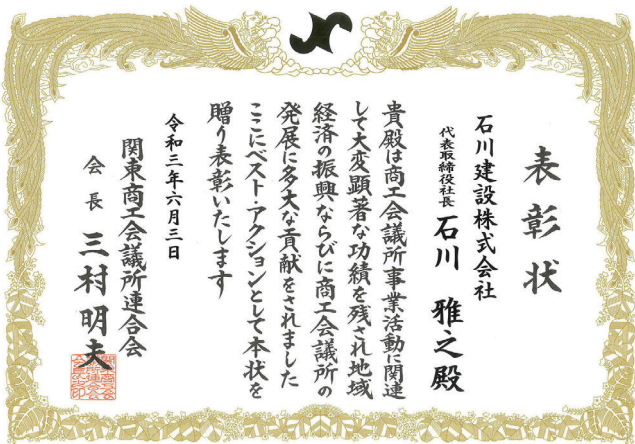 表彰状
石川建設株式会社
代表取締役社長 石川 雅之殿
貴殿は商工会議所事業活動に関連
して大変顕著な功績を残され地域
経済の振興ならびに商工会議所の
発展に多大な貢献をされました
ここにベスト・アクションとして本状を
贈り表彰いたします
令和三年六月三日
関東商工会議所連合会
会長 三村明夫